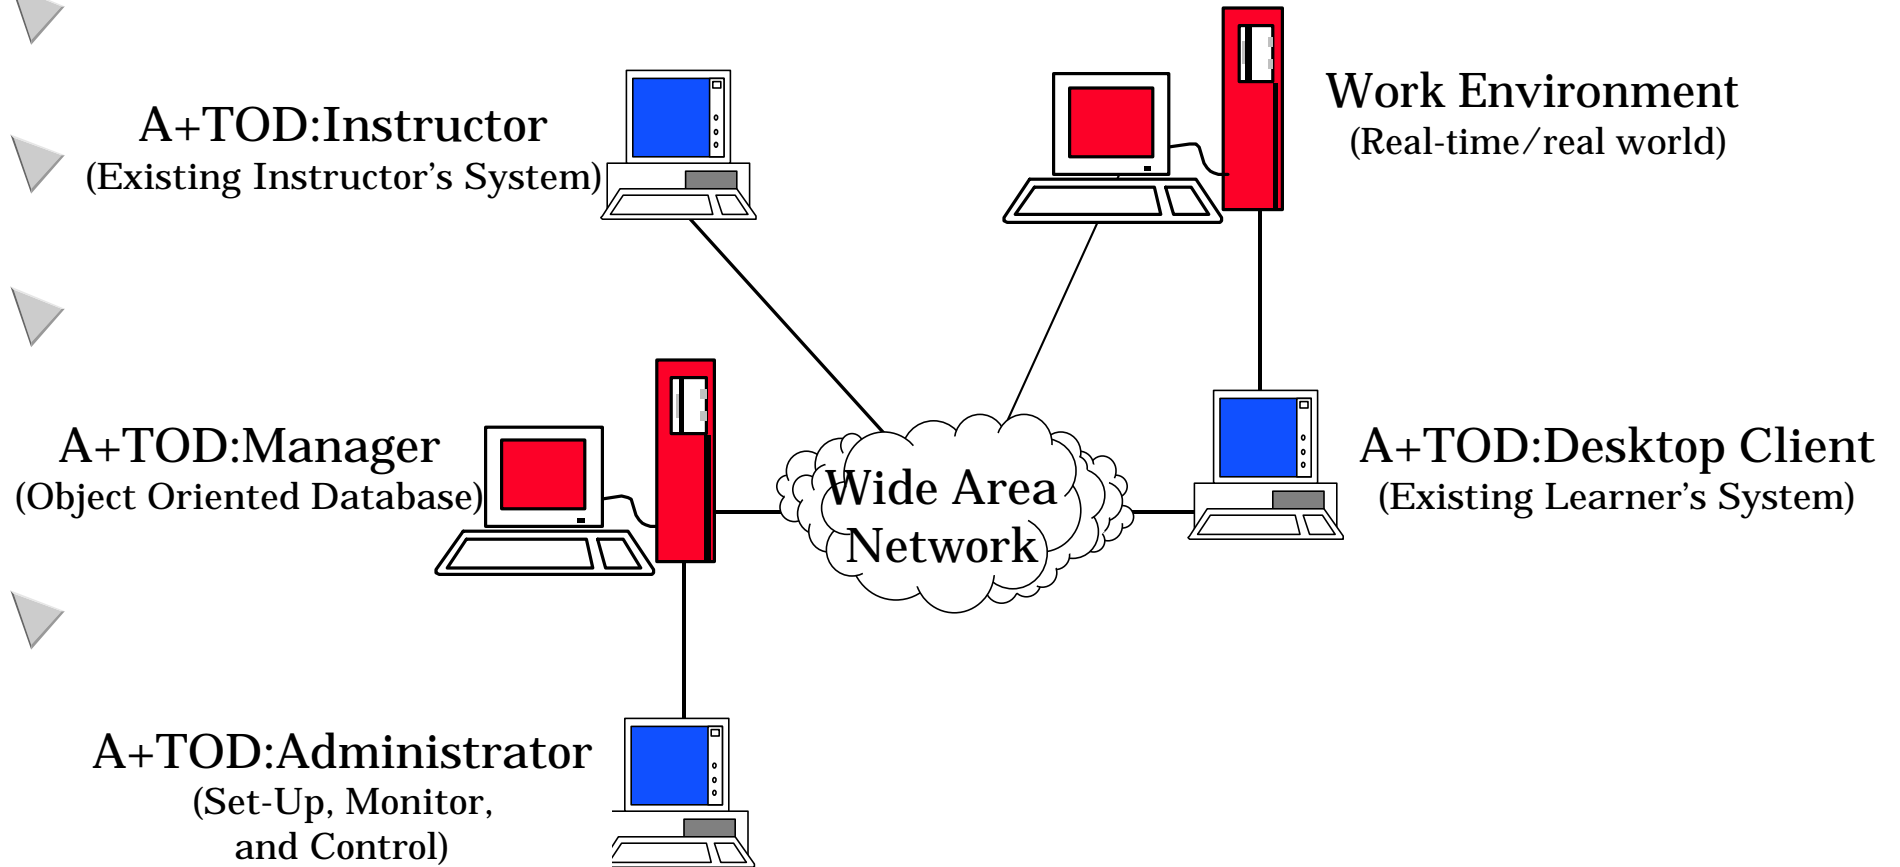 A+TOD:Instructor
(Existing Instructor's System)
Work Environment
(Real-time/real world)
A+TOD:Manager
(Object Oriented Database)
Wide Area
Network
A+TOD:Desktop Client
(Existing Learner's System)
A+TOD:Administrator
(Set-Up, Monitor,
and Control)